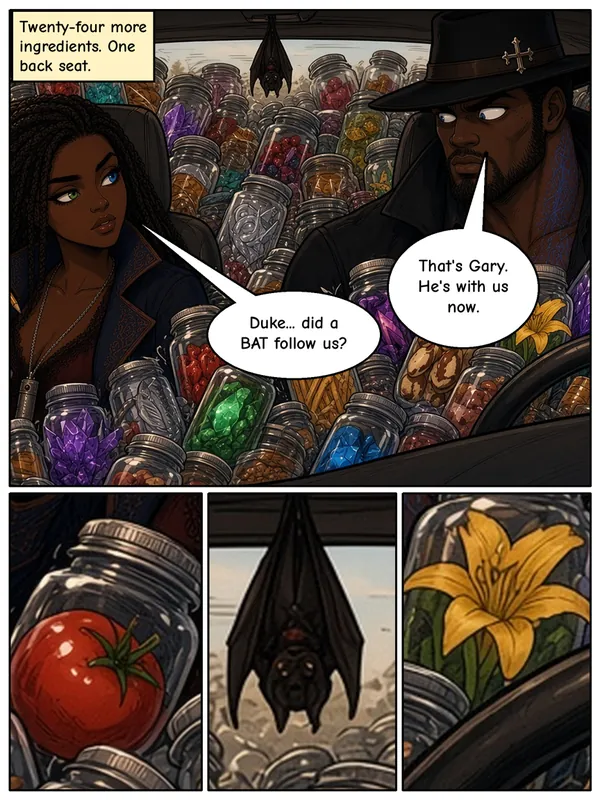 Twenty-four more
ingredients. One
back seat.
Duke... did a
BAT follow us?
That's Gary.
He's with us
now.